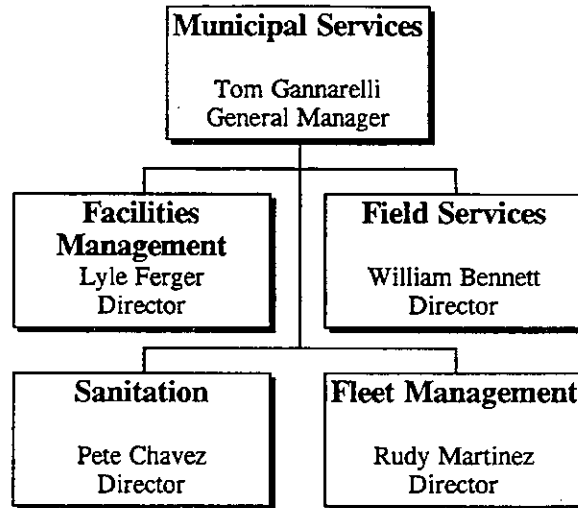 Municipal Services
Tom Gannarelli
General Manager
Facilities
Management
Lyle Ferger
Director
Field Services
William Bennett
Director
Sanitation
Pete Chavez
Director
Fleet Management
Rudy Martinez
Director